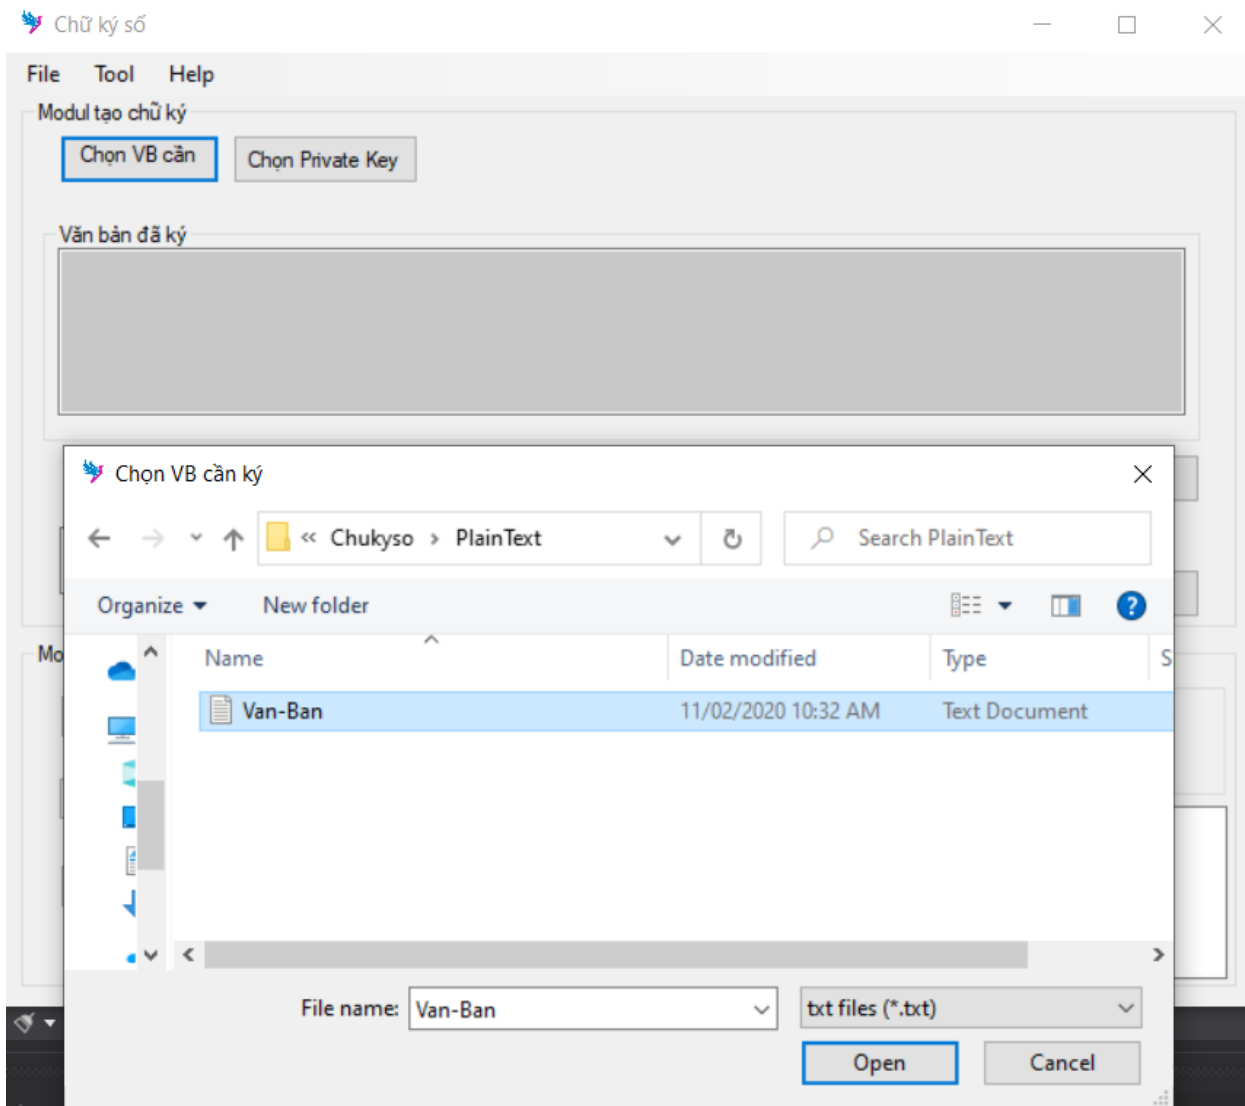 Chữ ký số
File Tool Help
Modul tạo chữ ký
Chọn VB cần Chọn Private Key
Văn bản đã ký
Chọn VB cần ký
« Chukyso › PlainText Search PlainText
Organize New folder
Name Date modified Type S
Van-Ban 11/02/2020 10:32 AM Text Document
Mo
File name: Van-Ban txt files (*.txt)
Open Cancel